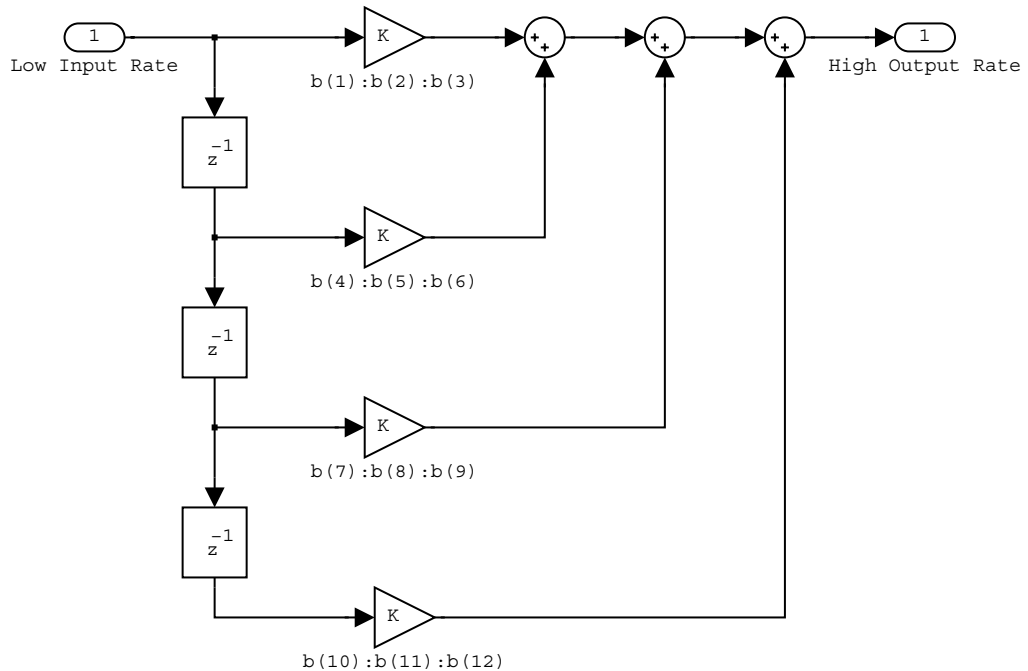 1
K
+
+
+
+
+
+
1
Low Input Rate
b(1):b(2):b(3)
High Output Rate
z-1
K
b(4):b(5):b(6)
z-1
K
b(7):b(8):b(9)
z-1
K
b(10):b(11):b(12)